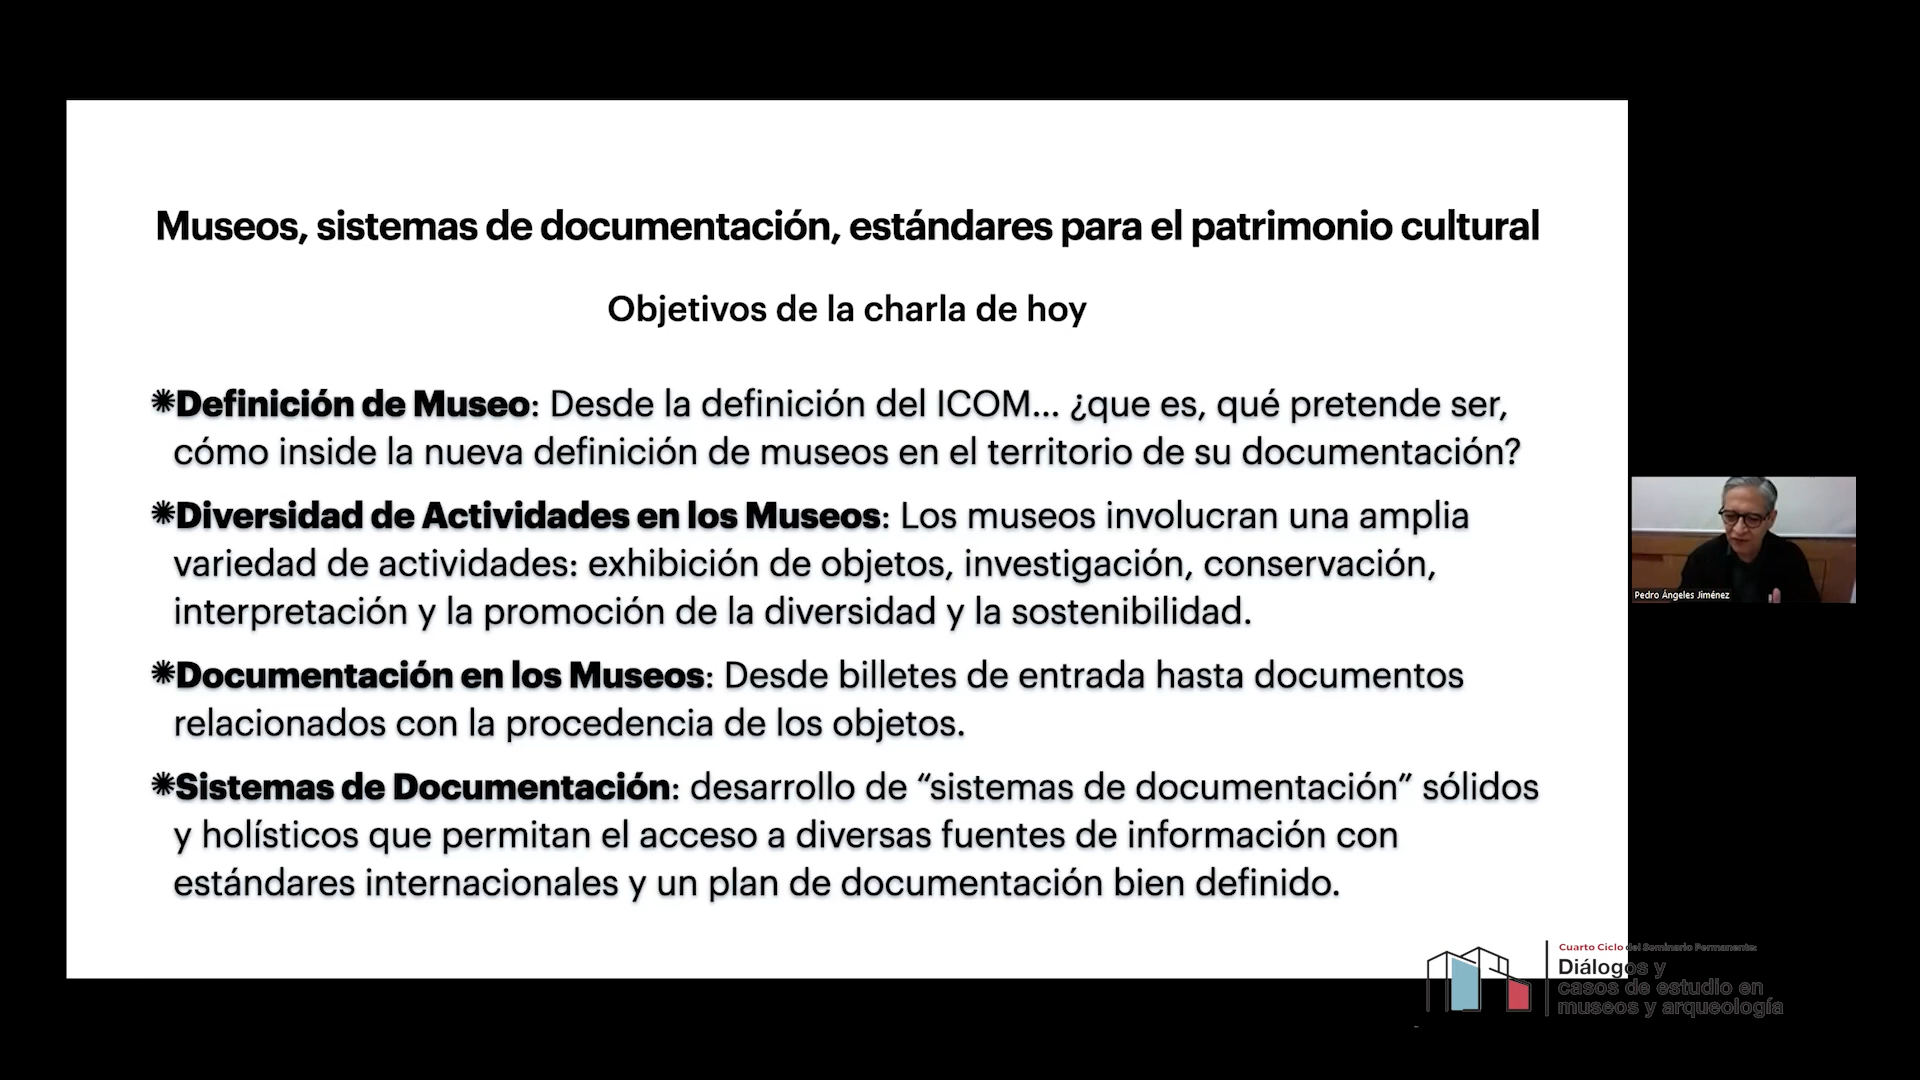 Museos, sistemas de documentación, estándares para el patrimonio cultural
Objetivos de la charla de hoy
✷Definición de Museo: Desde la definición del ICOM... ¿que es, qué pretende ser,
cómo inside la nueva definición de museos en el territorio de su documentación?
✷Diversidad de Actividades en los Museos: Los museos involucran una amplia
variedad de actividades: exhibición de objetos, investigación, conservación,
interpretación y la promoción de la diversidad y la sostenibilidad.
✷Documentación en los Museos: Desde billetes de entrada hasta documentos
relacionados con la procedencia de los objetos.
✷Sistemas de Documentación: desarrollo de “sistemas de documentación” sólidos
y holísticos que permitan el acceso a diversas fuentes de información con
estándares internacionales y un plan de documentación bien definido.
Pedro Ángeles Jiménez
Cuarto Ciclo del Seminario Permanente:
Diálogos y
casos de estudio en
museos y arqueología